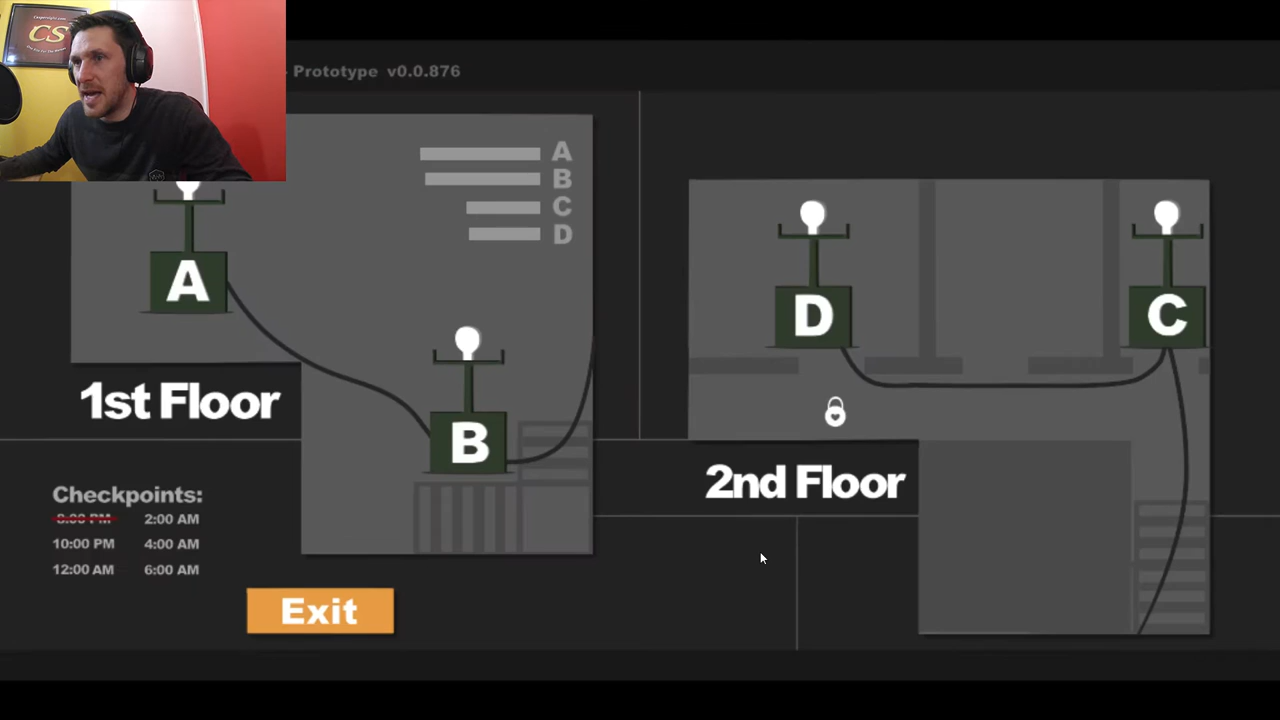 CS
- Prototype v0.0.876
A
B
C
D
A
B
D
C
1st Floor
2nd Floor
Checkpoints:
8:00 PM 2:00 AM
10:00 PM 4:00 AM
12:00 AM 6:00 AM
Exit